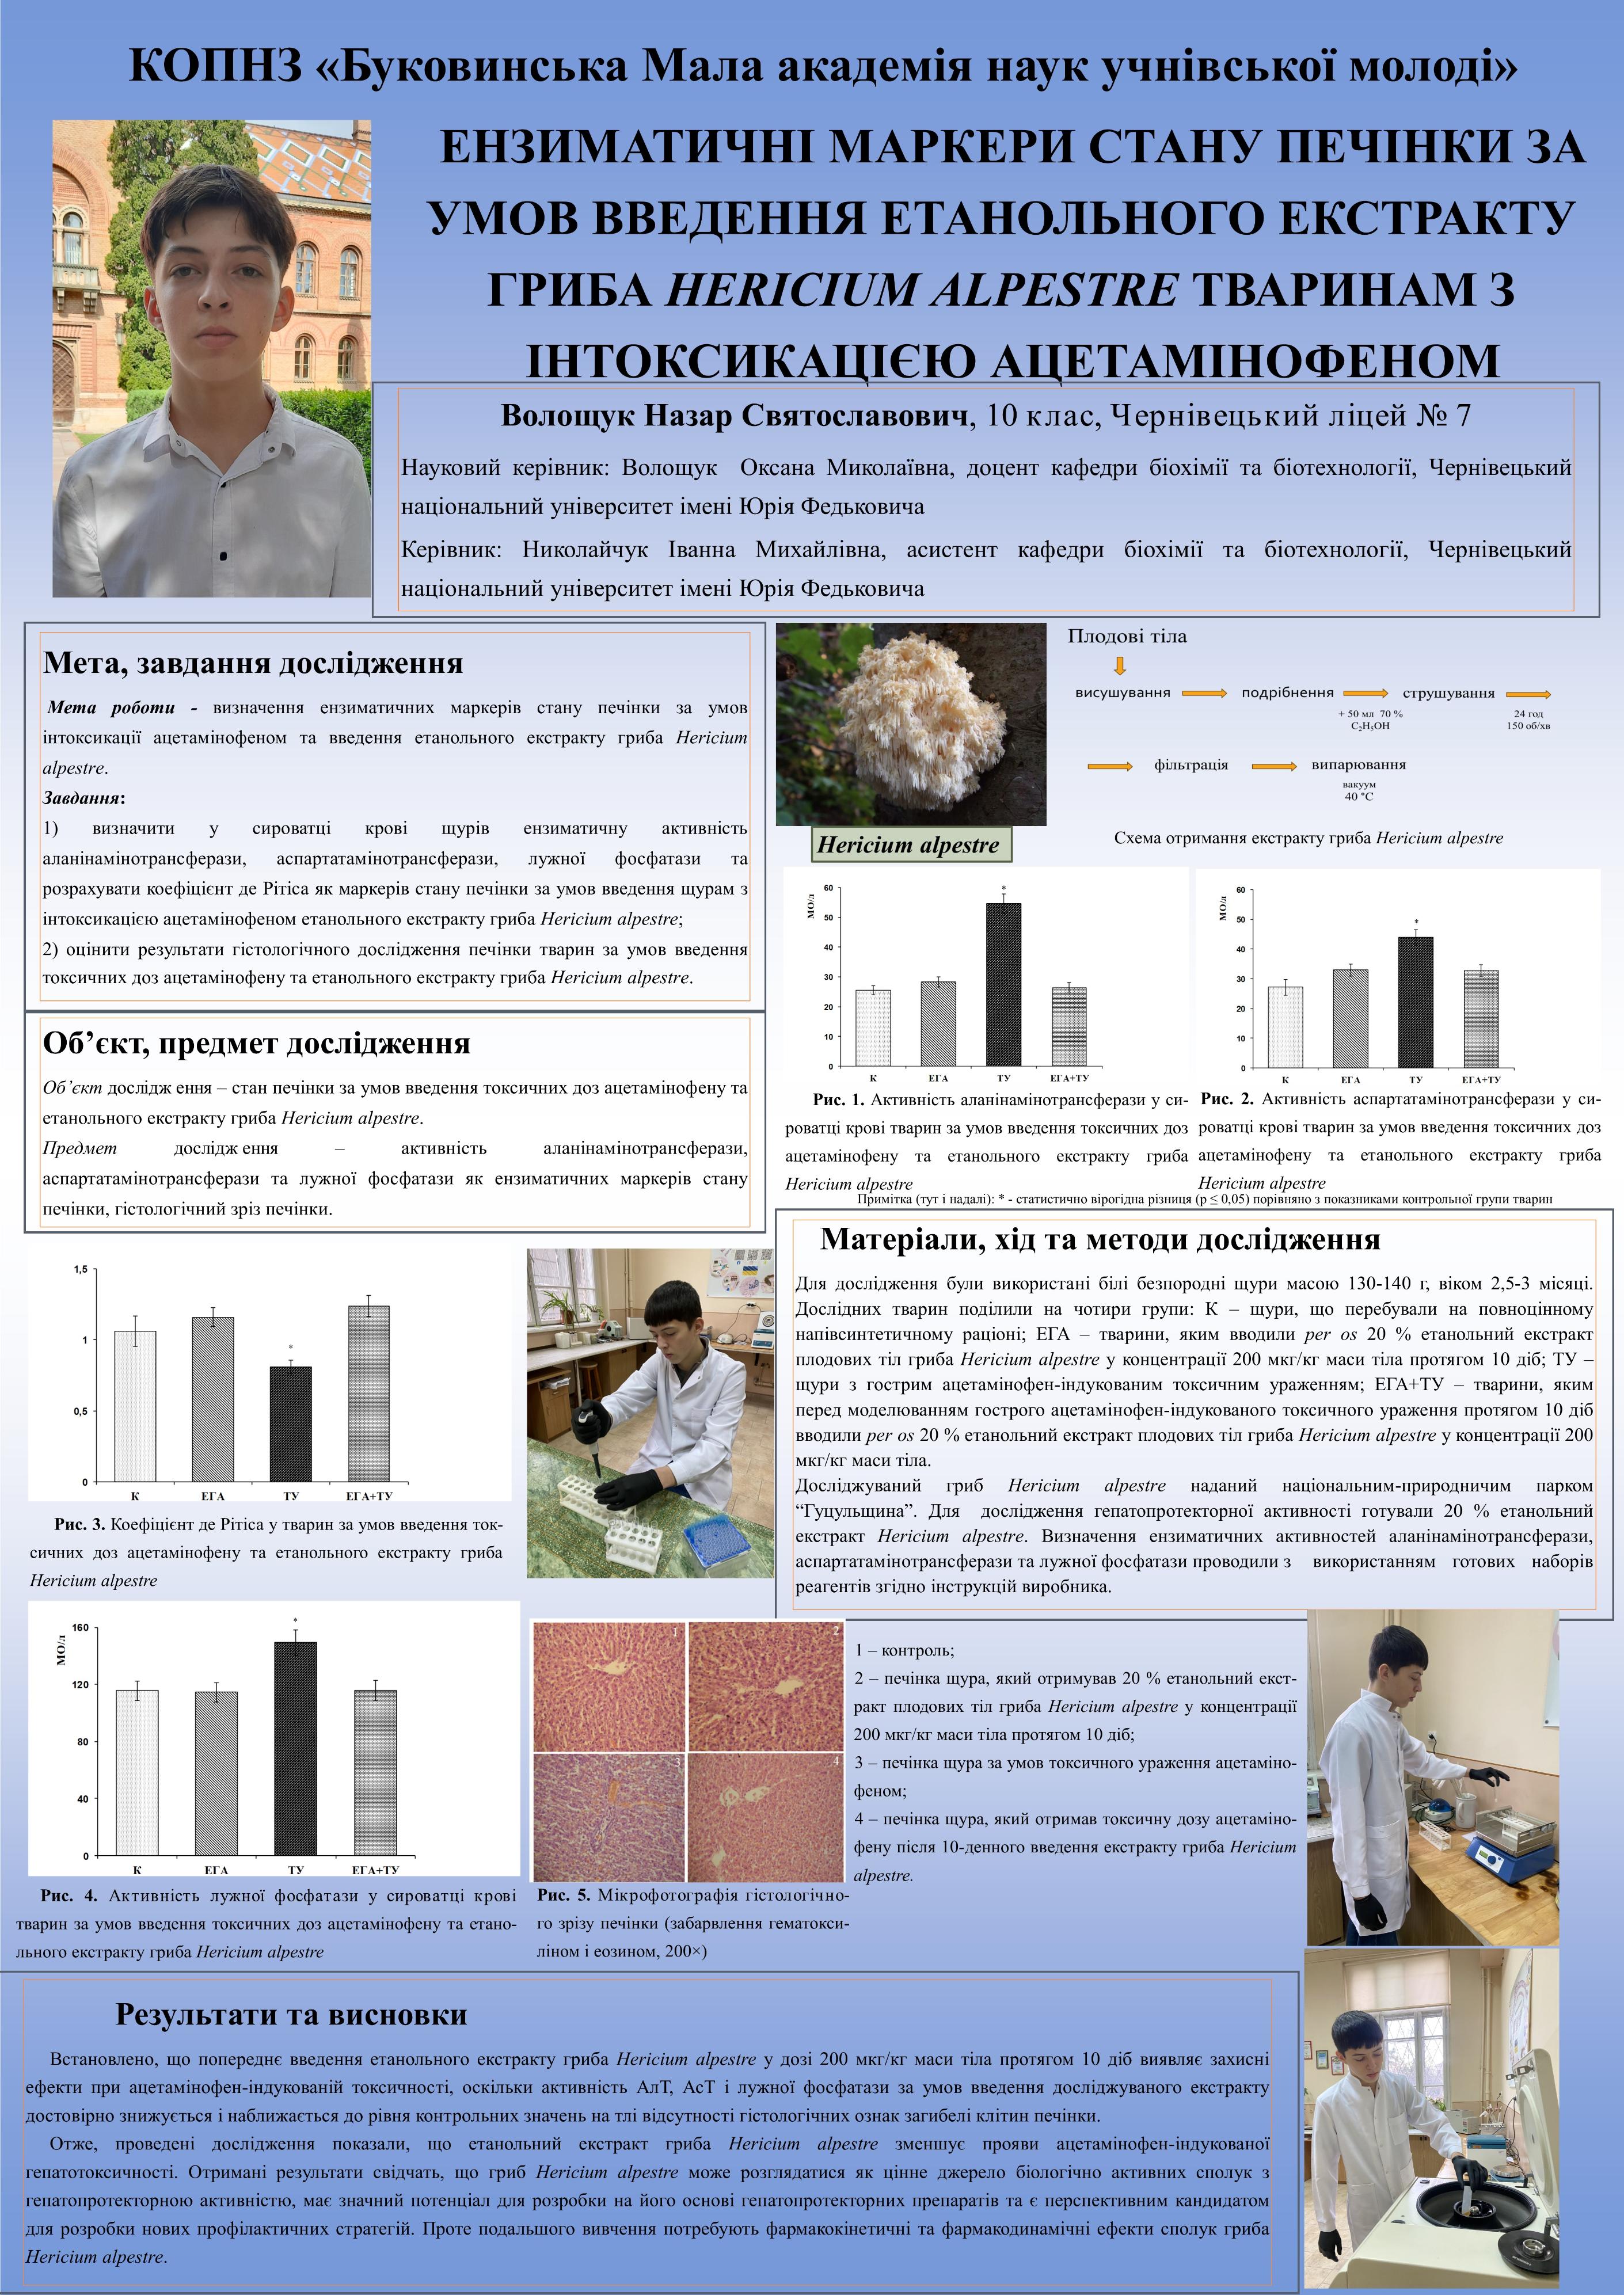 КОПНЗ «Буковинська Мала академія наук учнівської молоді»
ЕНЗИМАТИЧНІ МАРКЕРИ СТАНУ ПЕЧІНКИ ЗА
УМОВ ВВЕДЕННЯ ЕТАНОЛЬНОГО ЕКСТРАКТУ
ГРИБА HERICIUM ALPESTRE ТВАРИНАМ З
ІНТОКСИКАЦІЄЮ АЦЕТАМІНОФЕНОМ
Волощук Назар Святославович, 10 клас, Чернівецький ліцей № 7
Науковий керівник: Волощук Оксана Миколаївна, доцент кафедри біохімії та біотехнології, Чернівецький
національний університет імені Юрія Федьковича
Керівник: Николайчук Іванна Михайлівна, асистент кафедри біохімії та біотехнології, Чернівецький
національний університет імені Юрія Федьковича
Мета, завдання дослідження
Мета роботи - визначення ензиматичних маркерів стану печінки за умов
інтоксикації ацетамінофеном та введення етанольного екстракту гриба Hericium
alpestre.
Завдання:
1) визначити у сироватці крові щурів ензиматичну активність
аланінамінотрансферази, аспартатамінотрансферази, лужної фосфатази та
розрахувати коефіцієнт де Рітіса як маркерів стану печінки за умов введення щурам з
інтоксикацією ацетамінофеном етанольного екстракту гриба Hericium alpestre;
2) оцінити результати гістологічного дослідження печінки тварин за умов введення
токсичних доз ацетамінофену та етанольного екстракту гриба Hericium alpestre.
Об’єкт, предмет дослідження
Об’єкт дослідж ення – стан печінки за умов введення токсичних доз ацетамінофену та
етанольного екстракту гриба Hericium alpestre.
Предмет дослідж ення – активність аланінамінотрансферази,
аспартатамінотрансферази та лужної фосфатази як ензиматичних маркерів стану
печінки, гістологічний зріз печінки.
Hericium alpestre
Плодові тіла
висушування подрібнення струшування
+ 50 мл 70 % 24 год
C₂H₅OH 150 об/хв
фільтрація випарювання
вакуум
40 °C
Схема отримання екстракту гриба Hericium alpestre
МО/л
60
50
40
30
20
10
0
*
К ЕГА ТУ ЕГА+ТУ
Рис. 1. Активність аланінамінотрансферази у си-
роватці крові тварин за умов введення токсичних доз
ацетамінофену та етанольного екстракту гриба
Hericium alpestre
МО/л
60
50
40
30
20
10
0
*
К ЕГА ТУ ЕГА+ТУ
Рис. 2. Активність аспартатамінотрансферази у си-
роватці крові тварин за умов введення токсичних доз
ацетамінофену та етанольного екстракту гриба
Hericium alpestre
Примітка (тут і надалі): * - статистично вірогідна різниця (р ≤ 0,05) порівняно з показниками контрольної групи тварин
Матеріали, хід та методи дослідження
Для дослідження були використані білі безпородні щури масою 130-140 г, віком 2,5-3 місяці.
Дослідних тварин поділили на чотири групи: К – щури, що перебували на повноцінному
напівсинтетичному раціоні; ЕГА – тварини, яким вводили per os 20 % етанольний екстракт
плодових тіл гриба Hericium alpestre у концентрації 200 мкг/кг маси тіла протягом 10 діб; ТУ –
щури з гострим ацетамінофен-індукованим токсичним ураженням; ЕГА+ТУ – тварини, яким
перед моделюванням гострого ацетамінофен-індукованого токсичного ураження протягом 10 діб
вводили per os 20 % етанольний екстракт плодових тіл гриба Hericium alpestre у концентрації 200
мкг/кг маси тіла.
Досліджуваний гриб Hericium alpestre наданий національним-природничим парком
“Гуцульщина”. Для дослідження гепатопротекторної активності готували 20 % етанольний
екстракт Hericium alpestre. Визначення ензиматичних активностей аланінамінотрансферази,
аспартатамінотрансферази та лужної фосфатази проводили з використанням готових наборів
реагентів згідно інструкцій виробника.
1,5
1
0,5
0
*
К ЕГА ТУ ЕГА+ТУ
Рис. 3. Коефіцієнт де Рітіса у тварин за умов введення ток-
сичних доз ацетамінофену та етанольного екстракту гриба
Hericium alpestre
МО/л
160
120
80
40
0
*
К ЕГА ТУ ЕГА+ТУ
Рис. 4. Активність лужної фосфатази у сироватці крові
тварин за умов введення токсичних доз ацетамінофену та етано-
льного екстракту гриба Hericium alpestre
1
2
3
4
Рис. 5. Мікрофотографія гістологічно-
го зрізу печінки (забарвлення гематокси-
ліном і еозином, 200×)
1 – контроль;
2 – печінка щура, який отримував 20 % етанольний екст-
ракт плодових тіл гриба Hericium alpestre у концентрації
200 мкг/кг маси тіла протягом 10 діб;
3 – печінка щура за умов токсичного ураження ацетаміно-
феном;
4 – печінка щура, який отримав токсичну дозу ацетаміно-
фену після 10-денного введення екстракту гриба Hericium
alpestre.
Результати та висновки
Встановлено, що попереднє введення етанольного екстракту гриба Hericium alpestre у дозі 200 мкг/кг маси тіла протягом 10 діб виявляє захисні
ефекти при ацетамінофен-індукованій токсичності, оскільки активність АлТ, АсТ і лужної фосфатази за умов введення досліджуваного екстракту
достовірно знижується і наближається до рівня контрольних значень на тлі відсутності гістологічних ознак загибелі клітин печінки.
Отже, проведені дослідження показали, що етанольний екстракт гриба Hericium alpestre зменшує прояви ацетамінофен-індукованої
гепатотоксичності. Отримані результати свідчать, що гриб Hericium alpestre може розглядатися як цінне джерело біологічно активних сполук з
гепатопротекторною активністю, має значний потенціал для розробки на його основі гепатопротекторних препаратів та є перспективним кандидатом
для розробки нових профілактичних стратегій. Проте подальшого вивчення потребують фармакокінетичні та фармакодинамічні ефекти сполук гриба
Hericium alpestre.